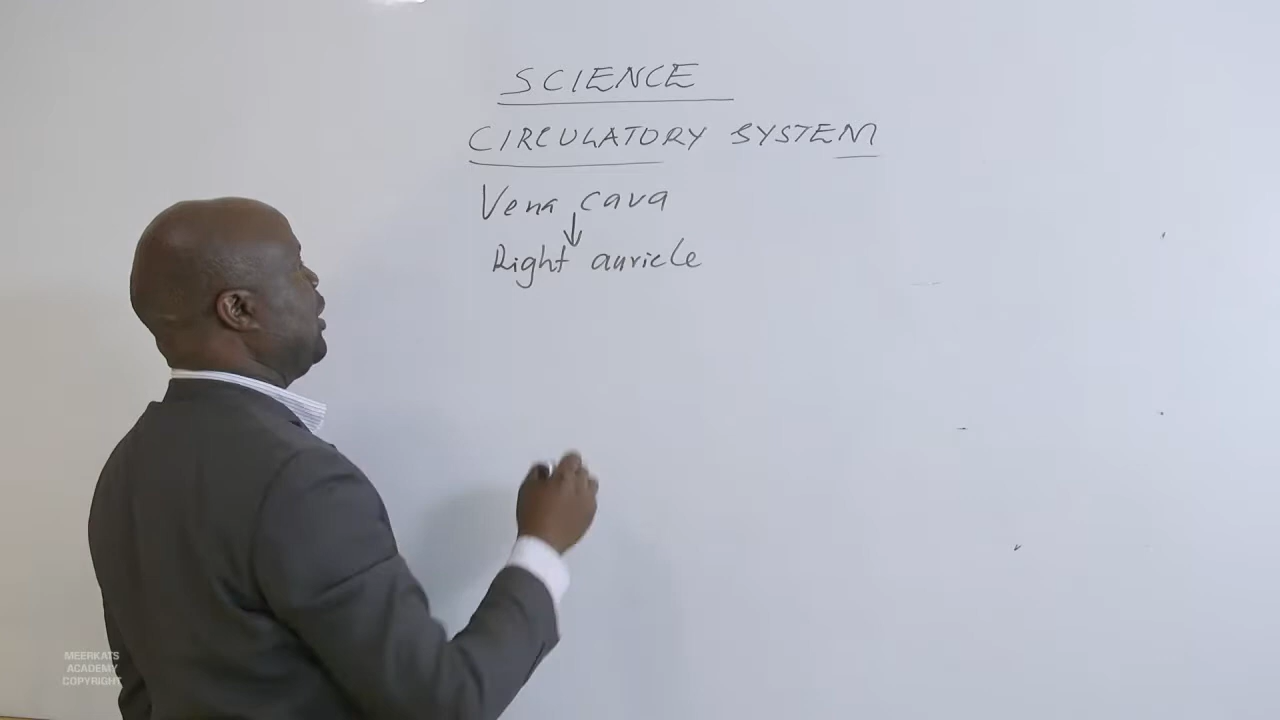 SCIENCE
CIRCULATORY SYSTEM
Vena cava
↓
Right auricle
MEERKATS
ACADEMY
COPYRIGHT